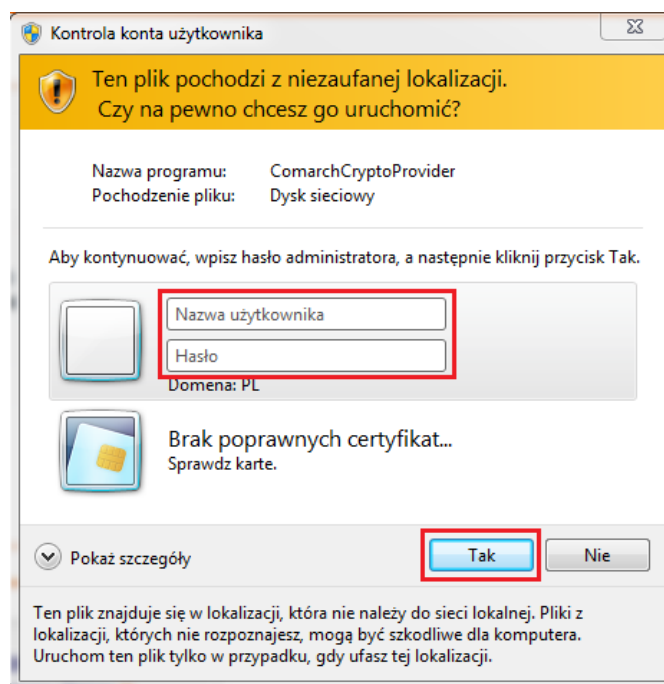 Kontrola konta użytkownika
Ten plik pochodzi z niezaufanej lokalizacji.
Czy na pewno chcesz go uruchomić?
Nazwa programu: ComarchCryptoProvider
Pochodzenie pliku: Dysk sieciowy
Aby kontynuować, wpisz hasło administratora, a następnie kliknij przycisk Tak.
Nazwa użytkownika
Hasło
Domena: PL
Brak poprawnych certyfikat...
Sprawdz karte.
Pokaż szczegóły
Tak
Nie
Ten plik znajduje się w lokalizacji, która nie należy do sieci lokalnej. Pliki z
lokalizacji, których nie rozpoznajesz, mogą być szkodliwe dla komputera.
Uruchom ten plik tylko w przypadku, gdy ufasz tej lokalizacji.